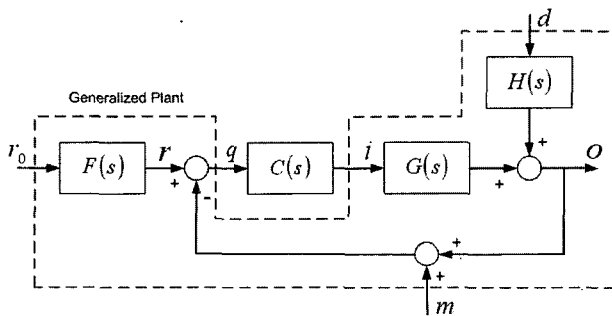 d
H(s)
Generalized Plant
+
r₀
F(s)
r
+
-
q
C(s)
i
G(s)
+
o
+
+
m